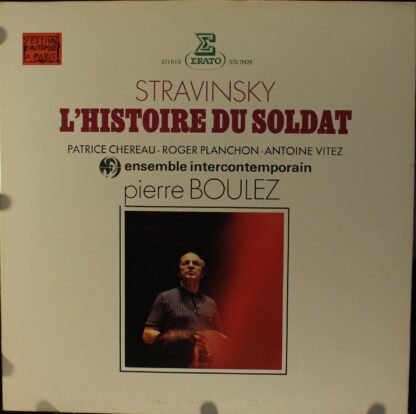 FESTIVAL
D'AUTOMNE
A PARIS
STEREO ERATO STU 71426
STRAVINSKY
L'HISTOIRE DU SOLDAT
PATRICE CHEREAU - ROGER PLANCHON - ANTOINE VITEZ
ensemble intercontemporain
pierre BOULEZ